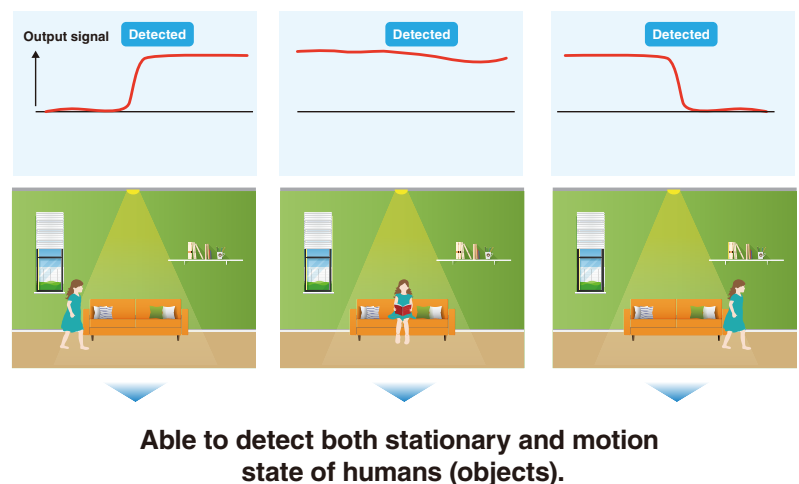 Output signal
Detected
Detected
Detected
Able to detect both stationary and motion
state of humans (objects).